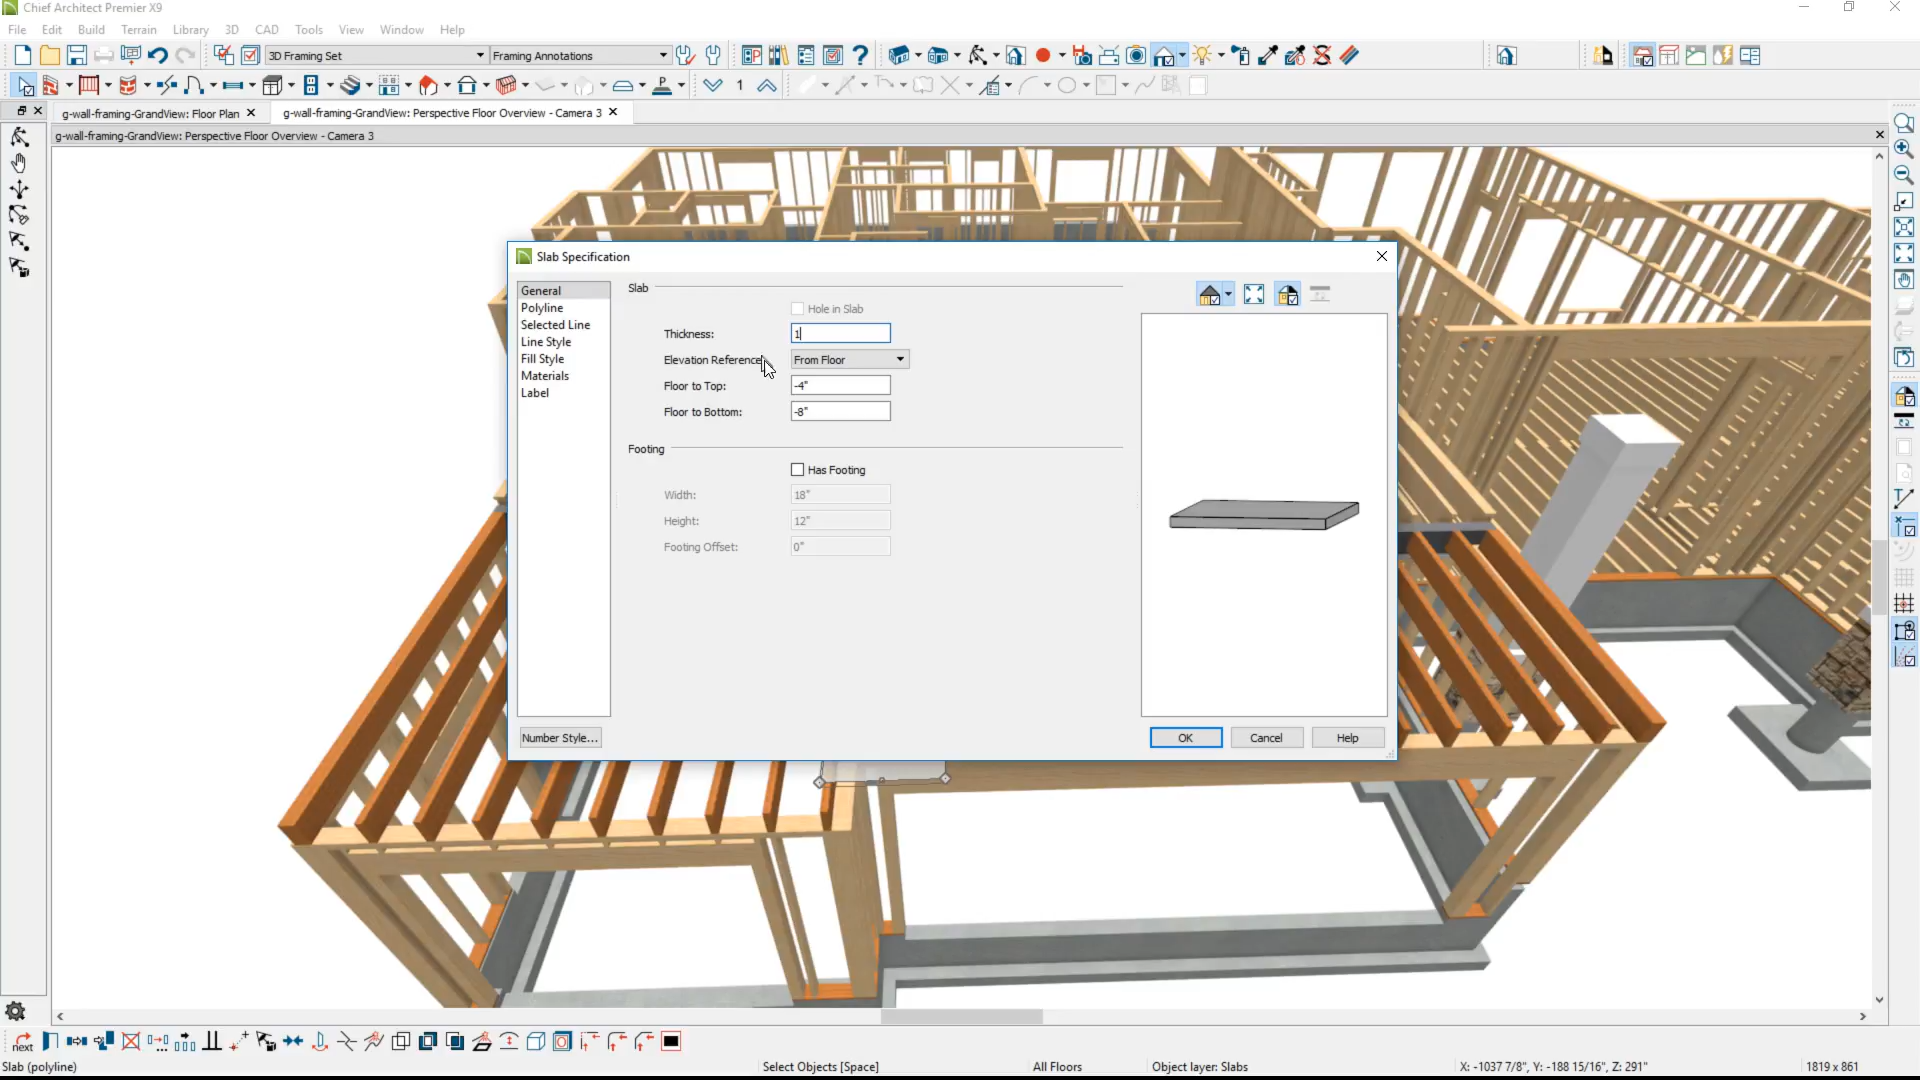 Chief Architect Premier X9
File Edit Build Terrain Library 3D CAD Tools View Window Help
3D Framing Set Framing Annotations
1
g-wall-framing-GrandView: Floor Plan g-wall-framing-GrandView: Perspective Floor Overview - Camera 3
g-wall-framing-GrandView: Perspective Floor Overview - Camera 3
Slab Specification
General
Polyline
Selected Line
Line Style
Fill Style
Materials
Label
Slab
Hole in Slab
Thickness: 1
Elevation Reference From Floor
Floor to Top: -4"
Floor to Bottom: -8"
Footing
Has Footing
Width: 18"
Height: 12"
Footing Offset: 0"
Number Style... OK Cancel Help
next
Slab (polyline) Select Objects [Space] All Floors Object layer: Slabs X: -1037 7/8", Y: -188 15/16", Z: 291" 1819 x 861